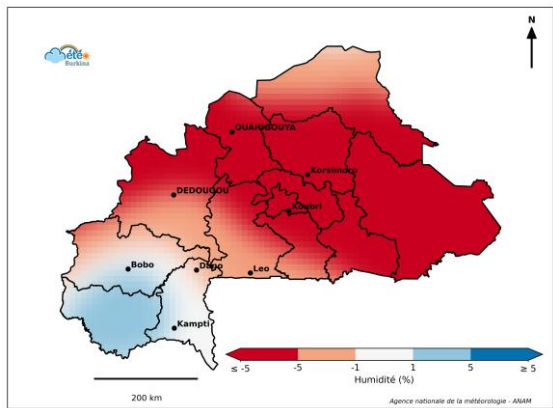 météo
Burkina
OUAHIGOUYA
Korsimoro
DEDOUGOU
Koubri
Bobo
Dano
Leo
Kampti
≤ -5
-5
-1
1
5
≥ 5
Humidité (%)
200 km
Agence nationale de la météorologie - ANAM